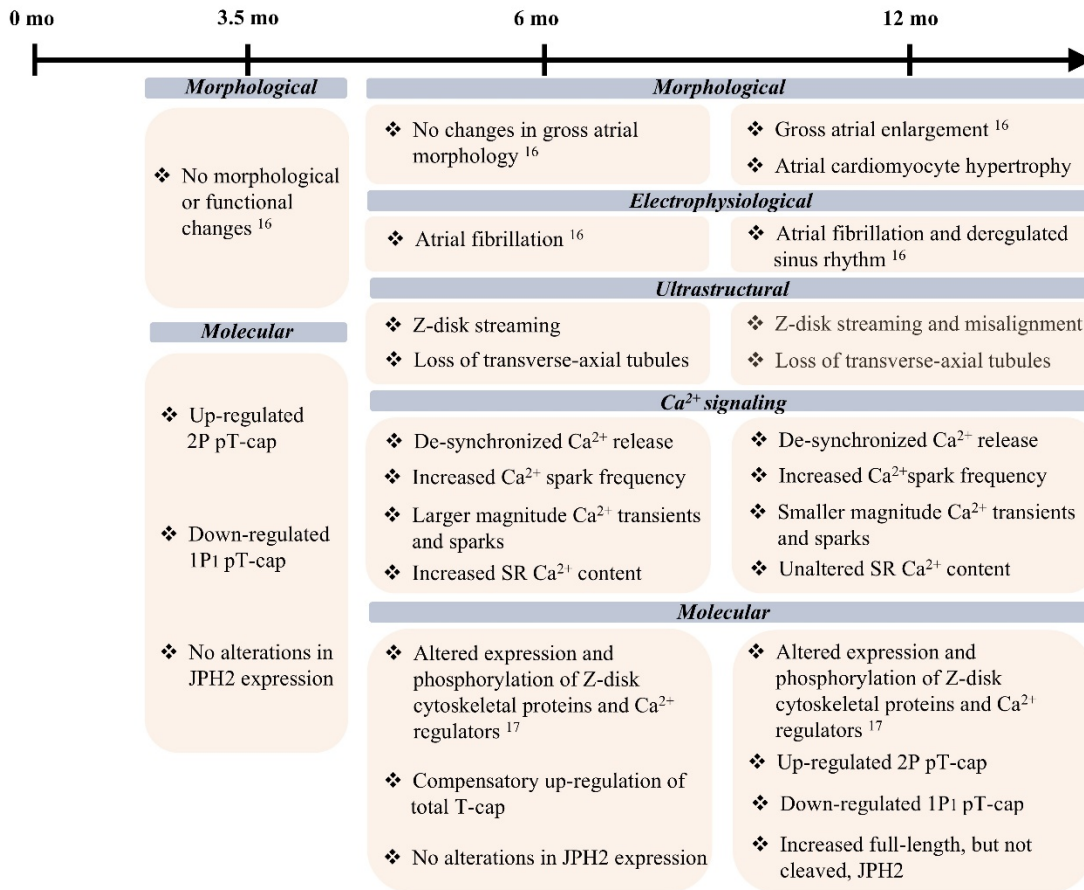 0 mo 3.5 mo 6 mo 12 mo
Morphological
❖ No morphological
or functional
changes 16
Molecular
❖ Up-regulated
2P pT-cap
❖ Down-regulated
1P1 pT-cap
❖ No alterations in
JPH2 expression
Morphological
❖ No changes in gross atrial
morphology 16
❖ Gross atrial enlargement 16
❖ Atrial cardiomyocyte hypertrophy
Electrophysiological
❖ Atrial fibrillation 16
❖ Atrial fibrillation and deregulated
sinus rhythm 16
Ultrastructural
❖ Z-disk streaming
❖ Loss of transverse-axial tubules
❖ Z-disk streaming and misalignment
❖ Loss of transverse-axial tubules
Ca2+ signaling
❖ De-synchronized Ca2+ release
❖ Increased Ca2+ spark frequency
❖ Larger magnitude Ca2+ transients
and sparks
❖ Increased SR Ca2+ content
❖ De-synchronized Ca2+ release
❖ Increased Ca2+spark frequency
❖ Smaller magnitude Ca2+ transients
and sparks
❖ Unaltered SR Ca2+ content
Molecular
❖ Altered expression and
phosphorylation of Z-disk
cytoskeletal proteins and Ca2+
regulators 17
❖ Compensatory up-regulation of
total T-cap
❖ No alterations in JPH2 expression
❖ Altered expression and
phosphorylation of Z-disk
cytoskeletal proteins and Ca2+
regulators 17
❖ Up-regulated 2P pT-cap
❖ Down-regulated 1P1 pT-cap
❖ Increased full-length, but not
cleaved, JPH2